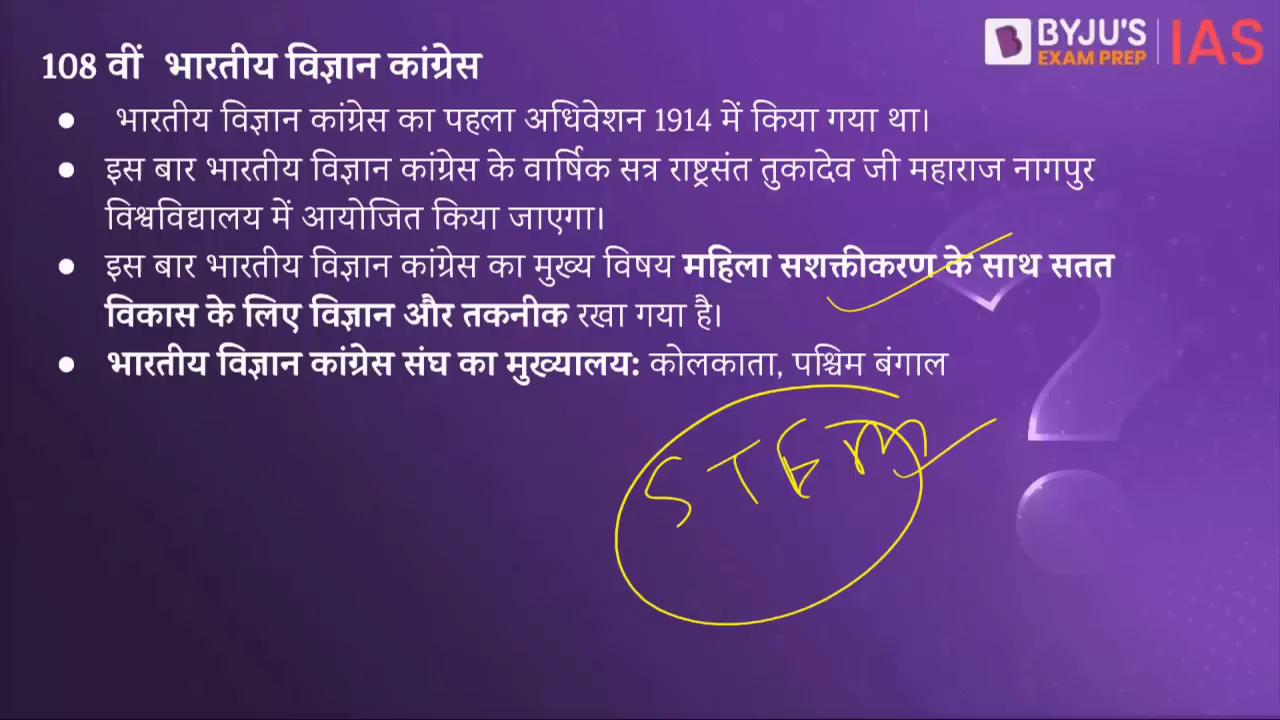 BYJU'S
EXAM PREP
IAS
108 वीं भारतीय विज्ञान कांग्रेस
● भारतीय विज्ञान कांग्रेस का पहला अधिवेशन 1914 में किया गया था।
● इस बार भारतीय विज्ञान कांग्रेस के वार्षिक सत्र राष्ट्रसंत तुकादेव जी महाराज नागपुर
विश्वविद्यालय में आयोजित किया जाएगा।
● इस बार भारतीय विज्ञान कांग्रेस का मुख्य विषय महिला सशक्तीकरण के साथ सतत
विकास के लिए विज्ञान और तकनीक रखा गया है।
● भारतीय विज्ञान कांग्रेस संघ का मुख्यालय: कोलकाता, पश्चिम बंगाल
STEM